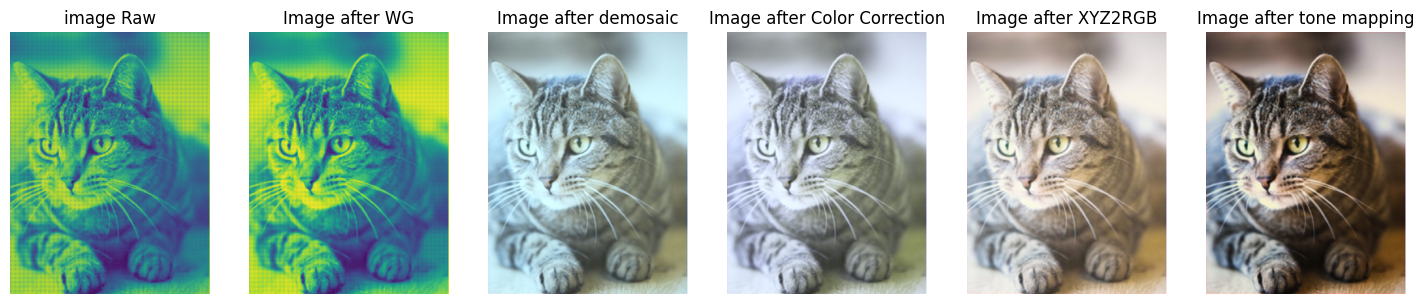 image Raw
Image after WG
Image after demosaic
Image after Color Correction
Image after XYZ2RGB
Image after tone mapping